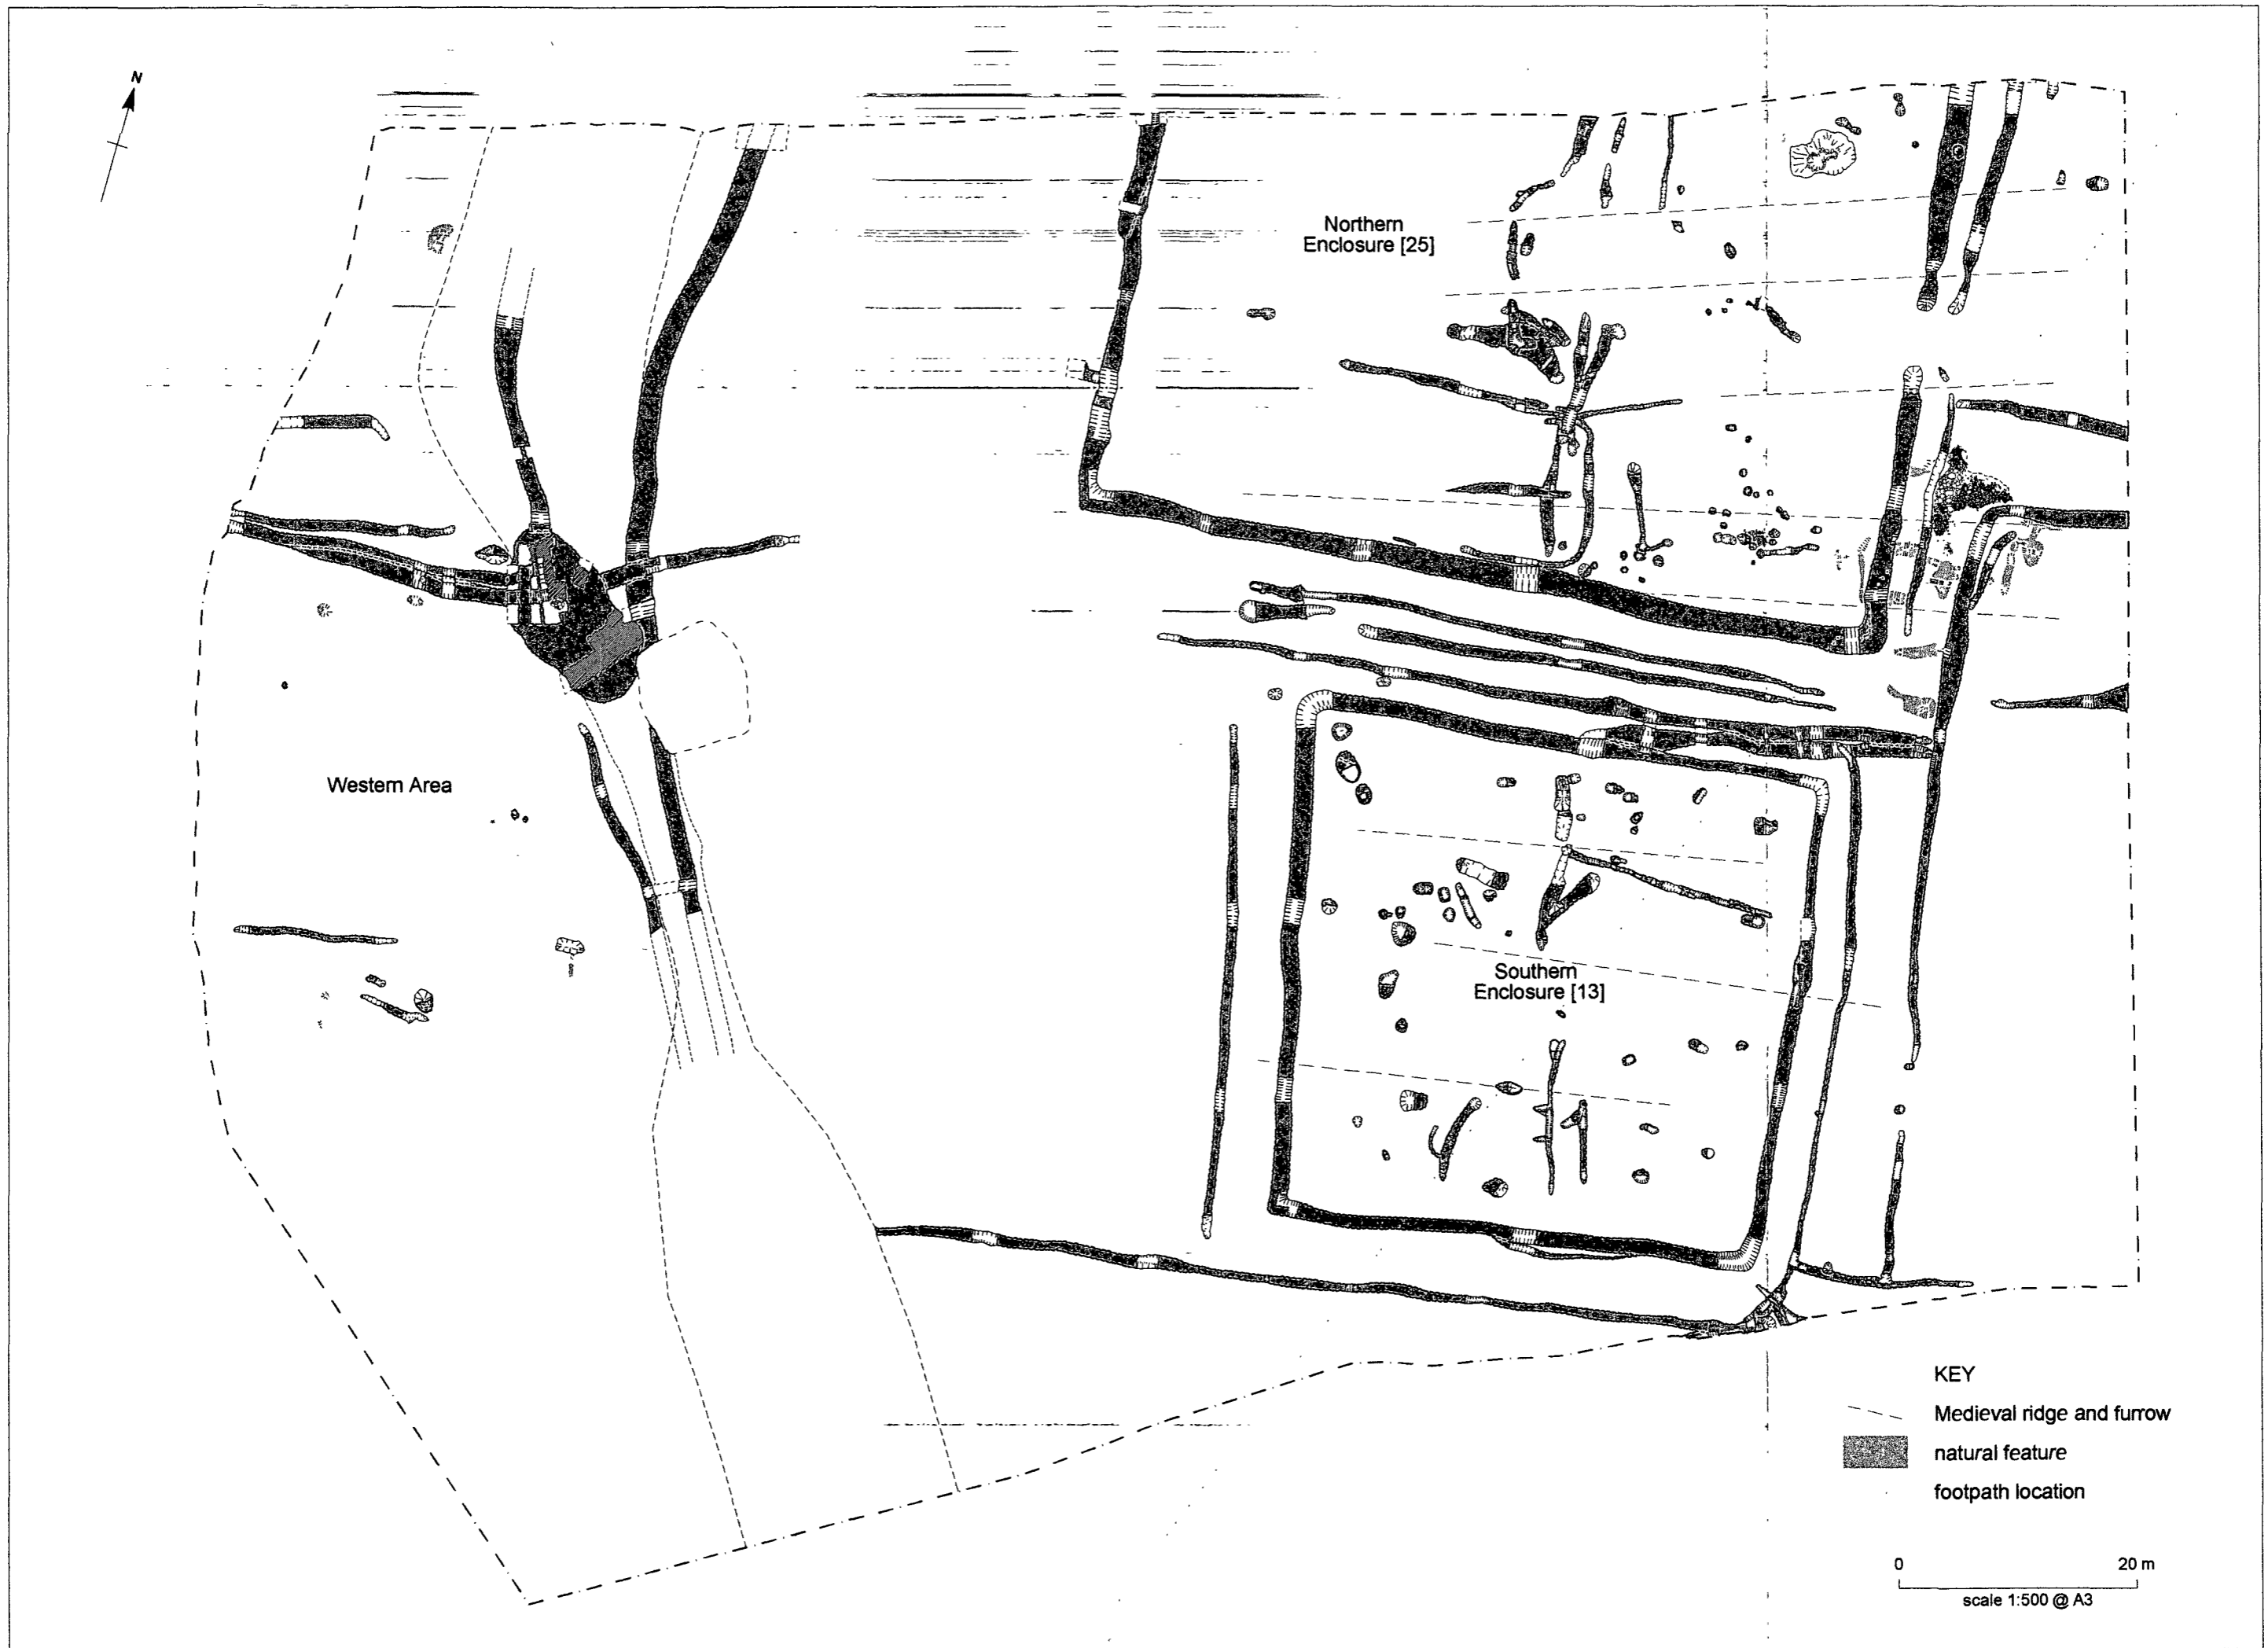 N
Northern
Enclosure [25]
Western Area
Southern
Enclosure [13]
KEY
Medieval ridge and furrow
natural feature
footpath location
0 20 m
scale 1:500 @ A3